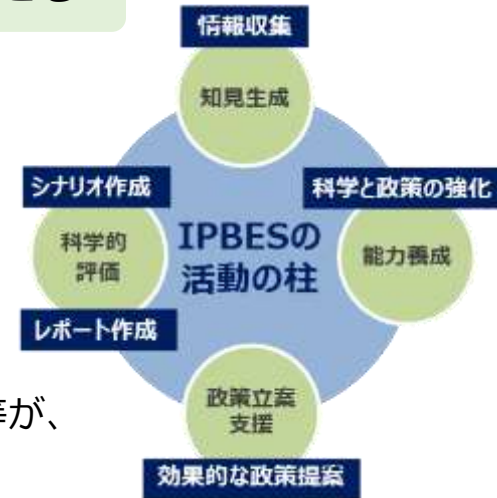 情報収集
知見生成
シナリオ作成
科学と政策の強化
科学的
評価
IPBESの
活動の柱
能力養成
レポート作成
政策立案
支援
等が、
効果的な政策提案